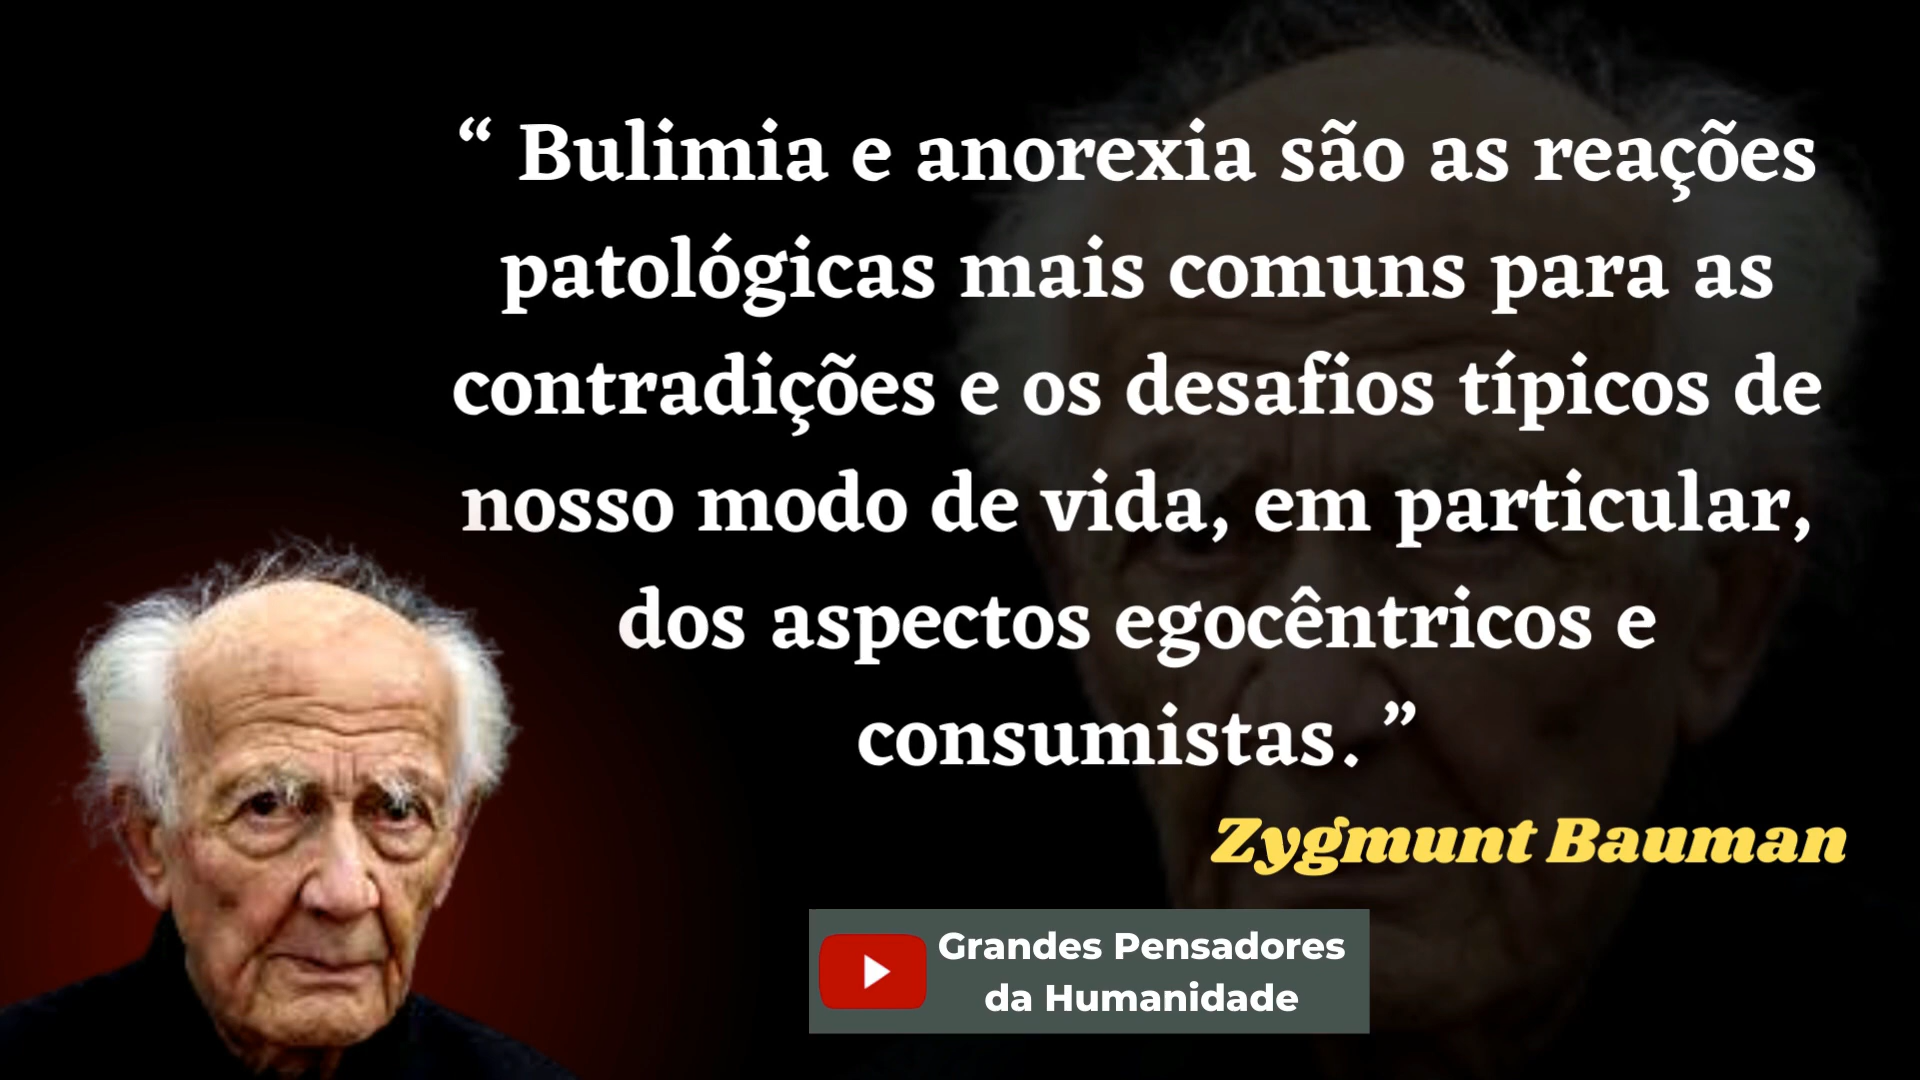 “ Bulimia e anorexia são as reações
patológicas mais comuns para as
contradições e os desafios típicos de
nosso modo de vida, em particular,
dos aspectos egocêntricos e
consumistas. ”
Zygmunt Bauman
Grandes Pensadores
da Humanidade